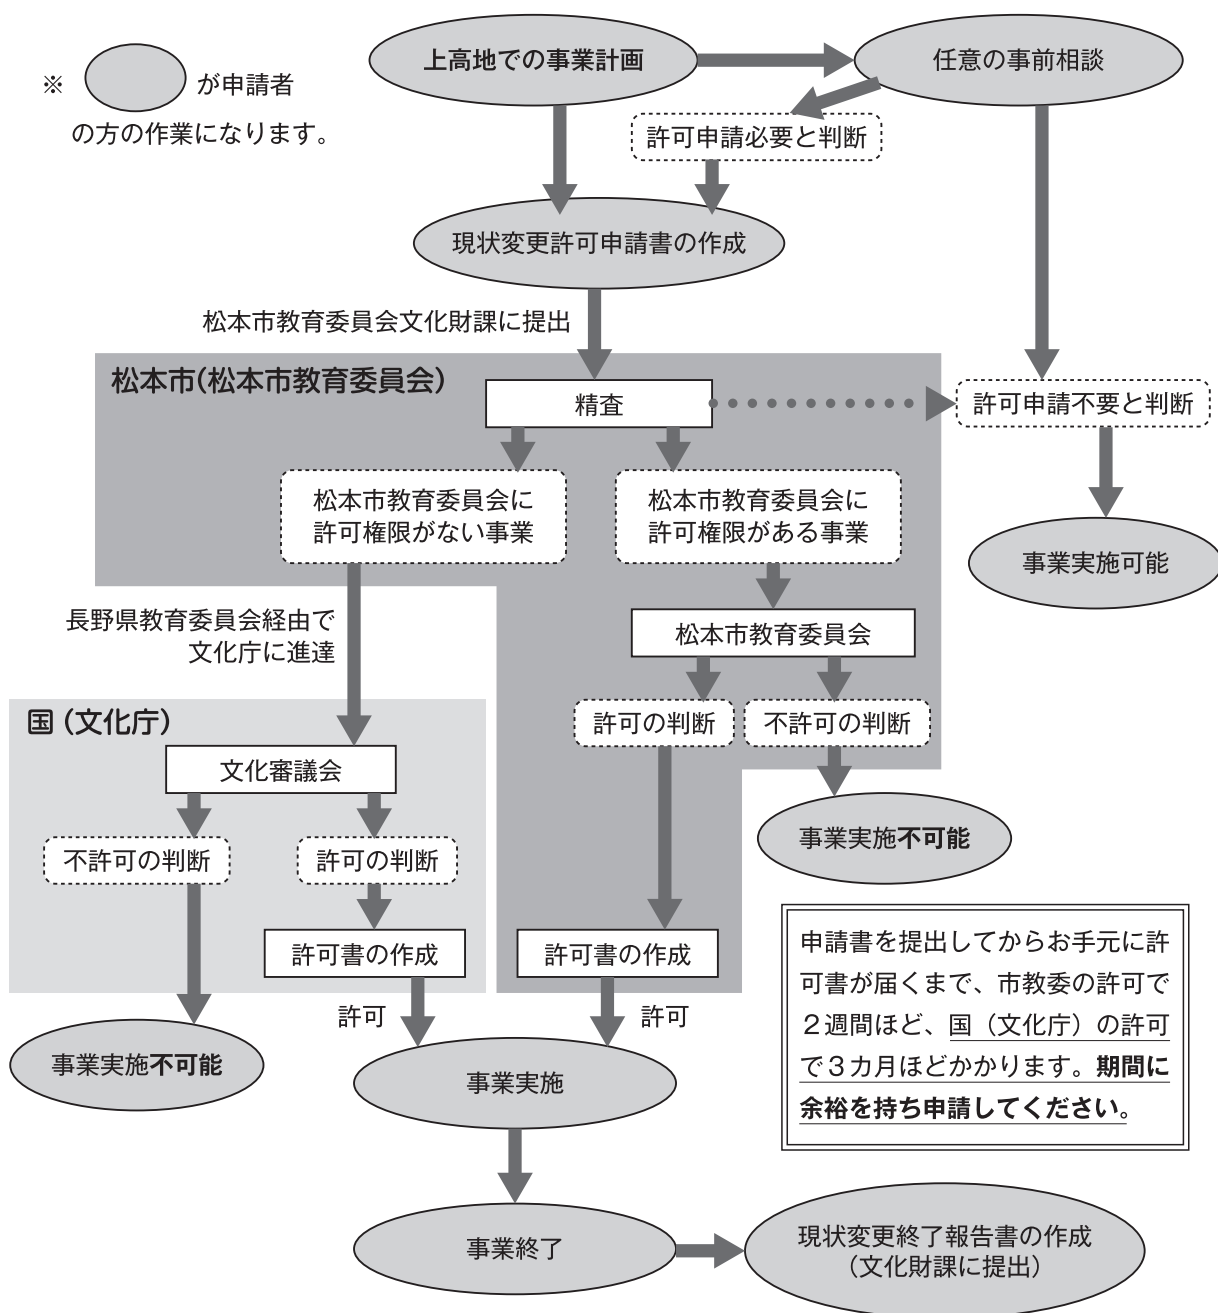 ※ が申請者
の方の作業になります。
上高地での事業計画
任意の事前相談
許可申請必要と判断
現状変更許可申請書の作成
松本市教育委員会文化財課に提出
松本市(松本市教育委員会)
精査
許可申請不要と判断
松本市教育委員会に
許可権限がない事業
松本市教育委員会に
許可権限がある事業
事業実施可能
長野県教育委員会経由で
文化庁に進達
松本市教育委員会
許可の判断
不許可の判断
国（文化庁）
文化審議会
事業実施不可能
不許可の判断
許可の判断
許可書の作成
許可書の作成
許可
許可
事業実施不可能
事業実施
申請書を提出してからお手元に許
可書が届くまで、市教委の許可で
２週間ほど、国（文化庁）の許可
で３カ月ほどかかります。期間に
余裕を持ち申請してください。
事業終了
現状変更終了報告書の作成
（文化財課に提出）